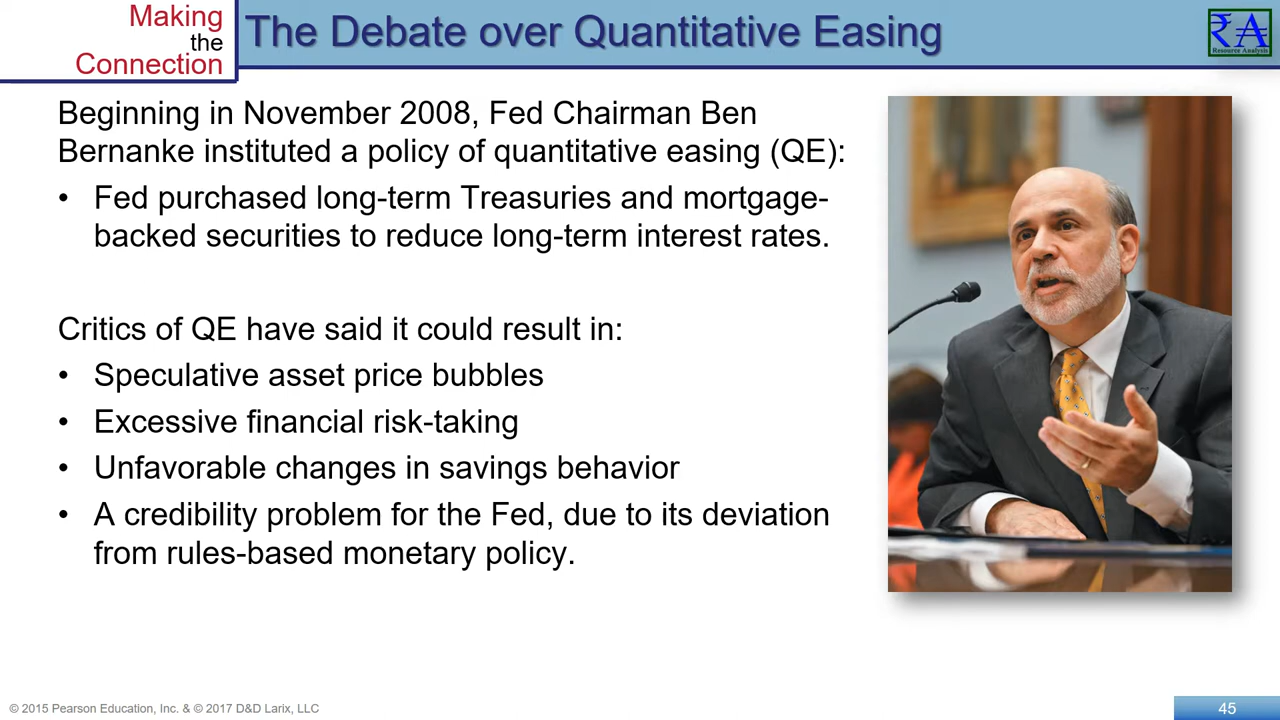 Making
the
Connection
The Debate over Quantitative Easing
₹A
Resource Analysis
Beginning in November 2008, Fed Chairman Ben
Bernanke instituted a policy of quantitative easing (QE):
• Fed purchased long-term Treasuries and mortgage-
backed securities to reduce long-term interest rates.
Critics of QE have said it could result in:
• Speculative asset price bubbles
• Excessive financial risk-taking
• Unfavorable changes in savings behavior
• A credibility problem for the Fed, due to its deviation
from rules-based monetary policy.
© 2015 Pearson Education, Inc. & © 2017 D&D Larix, LLC
45